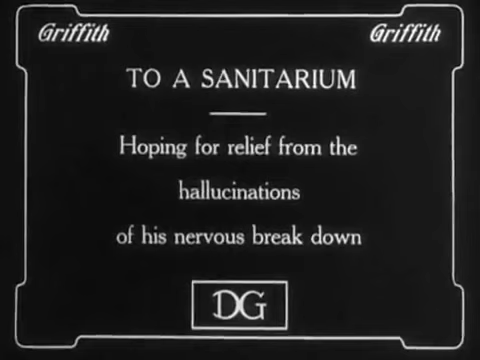 Griffith Griffith
TO A SANITARIUM
Hoping for relief from the
hallucinations
of his nervous break down
DG